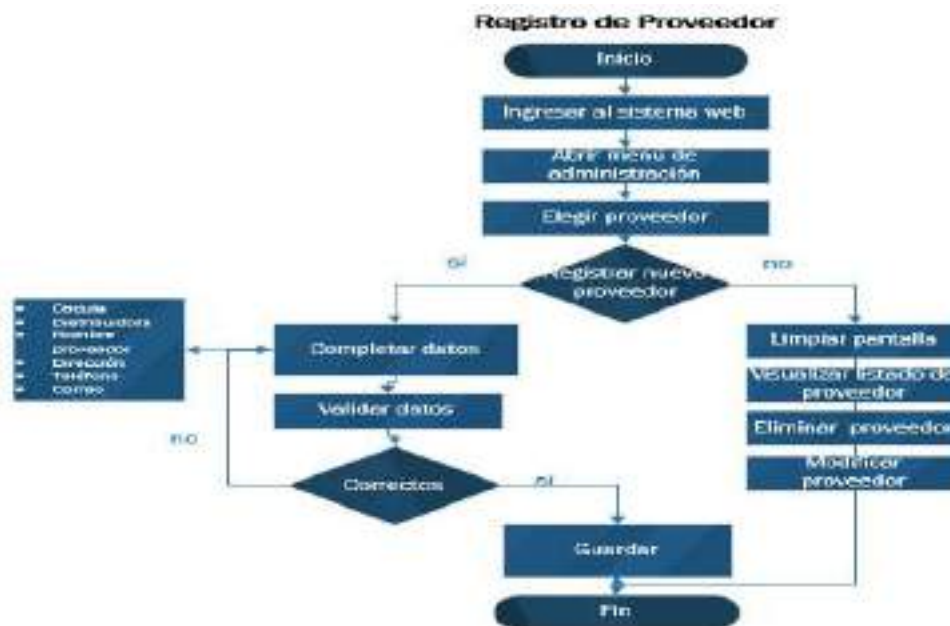 Registro de Proveedor
Inicio
Ingresar al sistema web
Abrir menú de
administración
Elegir proveedor
Registrar nuevo
proveedor
sí
no
Cédula
Distribuidora
Nombre
proveedor
Dirección
Teléfono
Correo
Completar datos
Validar datos
Correctos
no
sí
Limpiar pantalla
Visualizar listado de
proveedor
Eliminar proveedor
Modificar
proveedor
Guardar
Fin